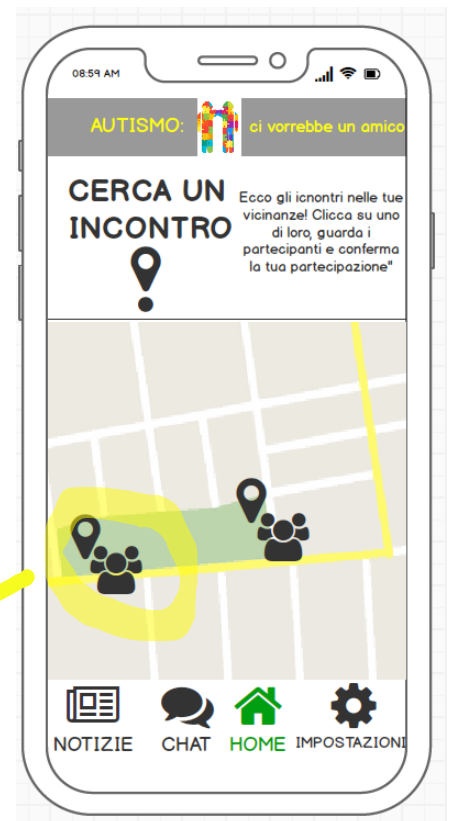 08:59 AM
AUTISMO: ci vorrebbe un amico
CERCA UN
INCONTRO
Ecco gli icnontri nelle tue
vicinanze! Clicca su uno
di loro, guarda i
partecipanti e conferma
la tua partecipazione"
NOTIZIE CHAT HOME IMPOSTAZIONI